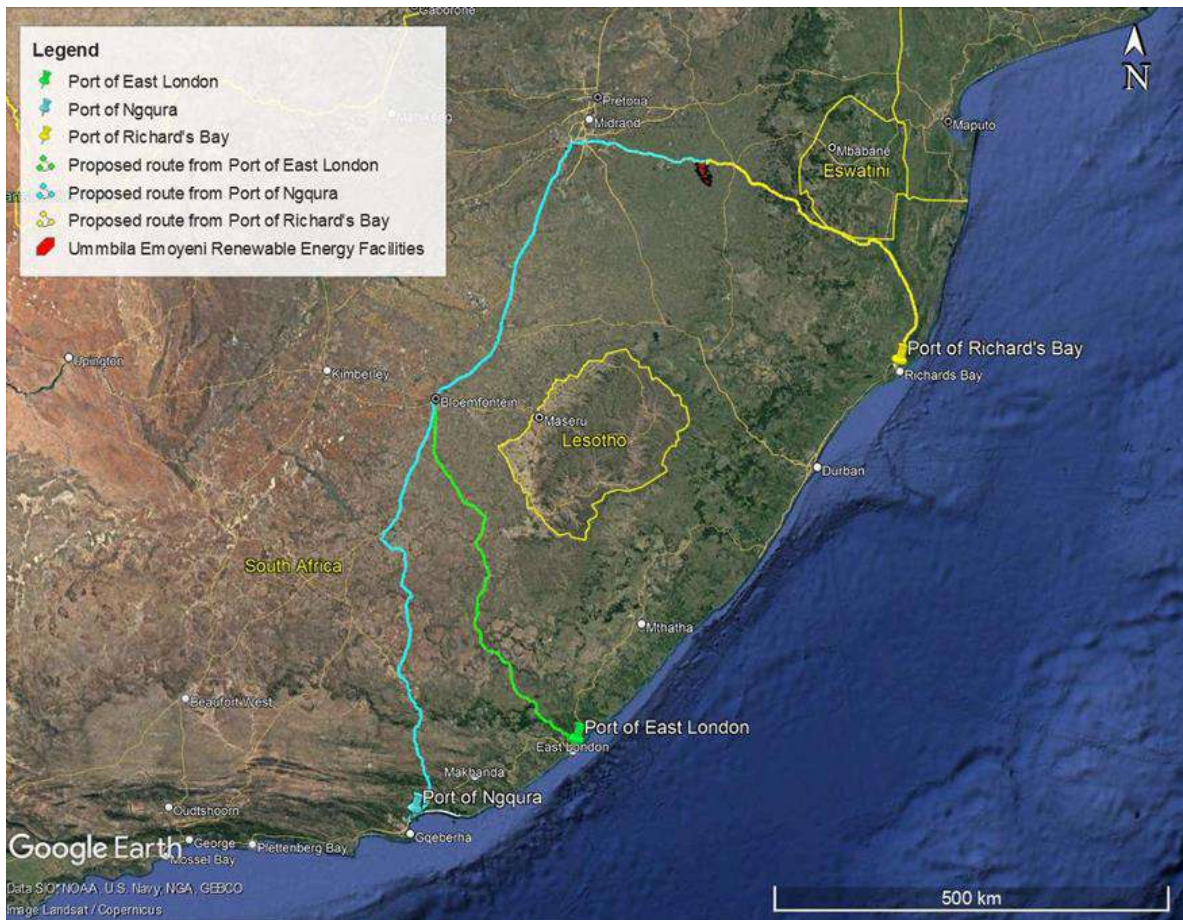 Gaborone
Legend
Port of East London
Port of Ngqura
Port of Richard's Bay
Proposed route from Port of East London
Proposed route from Port of Ngqura
Proposed route from Port of Richard's Bay
Ummbila Emoyeni Renewable Energy Facilities
N
Pretoria
Midrand
Mahikeng
Maputo
Mbabane
Eswatini
Port of Richard's Bay
Richards Bay
Upington
Kimberley
Bloemfontein
Maseru
Lesotho
Durban
South Africa
Mthatha
Beaufort West
Port of East London
East London
Makhanda
Port of Ngqura
Oudtshoorn
Gqeberha
George
Plettenberg Bay
Mossel Bay
Google Earth
Data SIO, NOAA, U.S. Navy, NGA, GEBCO
Image Landsat / Copernicus
500 km